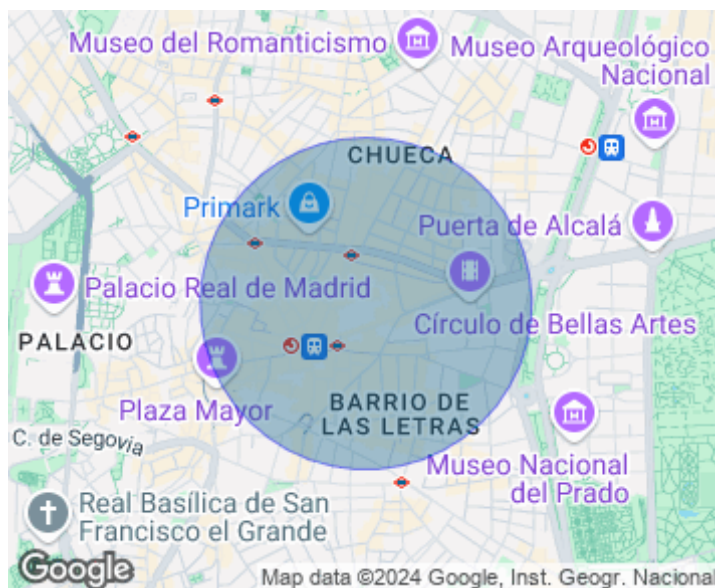 Museo del Romanticismo
Museo Arqueológico
Nacional
CHUECA
Primark
Puerta de Alcalá
Palacio Real de Madrid
Círculo de Bellas Artes
PALACIO
Plaza Mayor
BARRIO DE
LAS LETRAS
C. de Segovia
Museo Nacional
del Prado
Real Basílica de San
Francisco el Grande
Google
Map data ©2024 Google, Inst. Geogr. Nacional